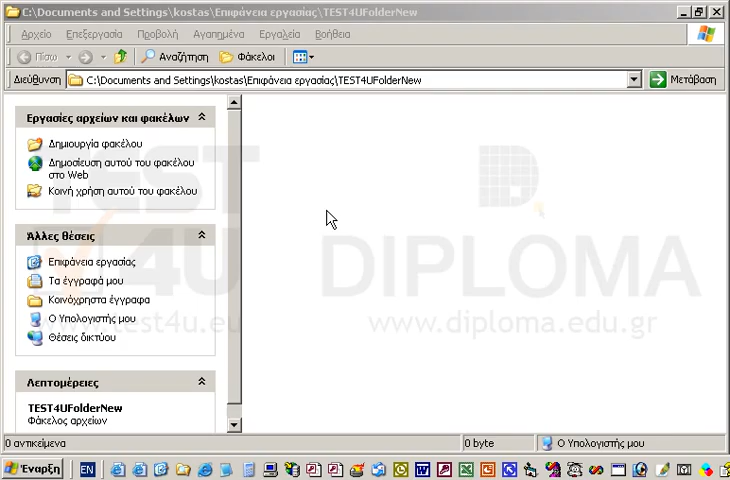 C:\Documents and Settings\kostas\Επιφάνεια εργασίας\TEST4UFolderNew
Αρχείο Επεξεργασία Προβολή Αγαπημένα Εργαλεία Βοήθεια
Πίσω Αναζήτηση Φάκελοι
Διεύθυνση C:\Documents and Settings\kostas\Επιφάνεια εργασίας\TEST4UFolderNew Μετάβαση
Εργασίες αρχείων και φακέλων
Δημιουργία φακέλου
Δημοσίευση αυτού του φακέλου
στο Web
Κοινή χρήση αυτού του φακέλου
Άλλες θέσεις
Επιφάνεια εργασίας
Τα έγγραφά μου
Κοινόχρηστα έγγραφα
Ο Υπολογιστής μου
Θέσεις δικτύου
Λεπτομέρειες
TEST4UFolderNew
Φάκελος αρχείων
TEST
4U
www.test4u.eu
DIPLOMA
www.diploma.edu.gr
0 αντικείμενα 0 byte Ο Υπολογιστής μου
Έναρξη EN